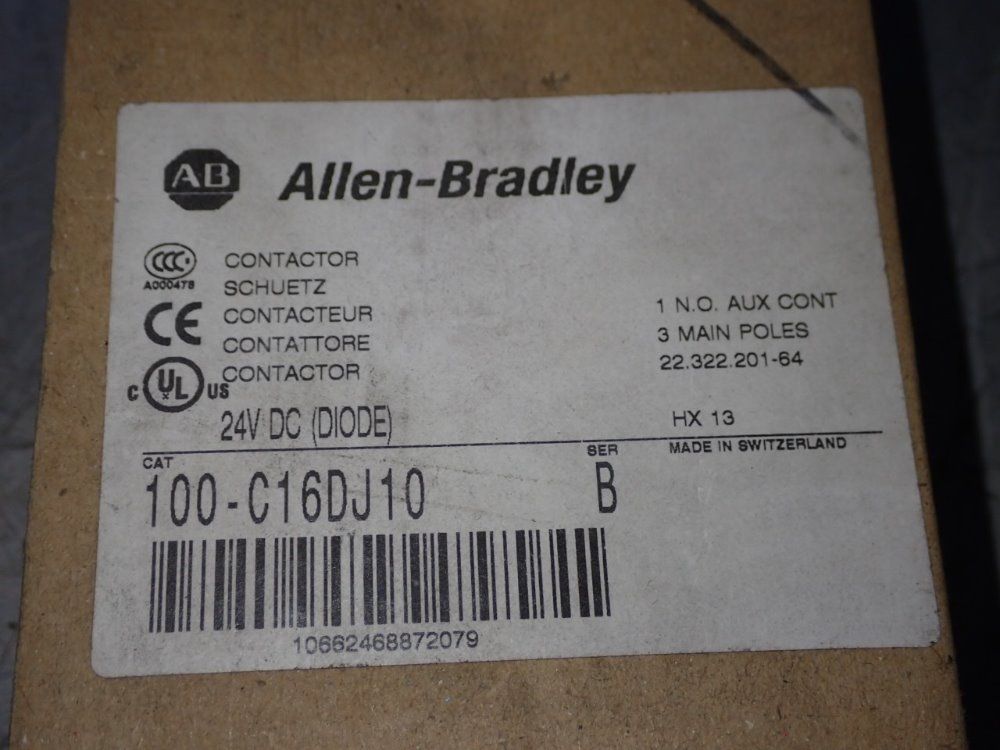 AB Allen-Bradley
CCC
A000478
CE
C UL US
CONTACTOR
SCHUETZ
CONTACTEUR
CONTATTORE
CONTACTOR
24V DC (DIODE)
1 N.O. AUX CONT
3 MAIN POLES
22.322.201-64
HX 13
MADE IN SWITZERLAND
CAT
100-C16DJ10
SER
B
10662468872079